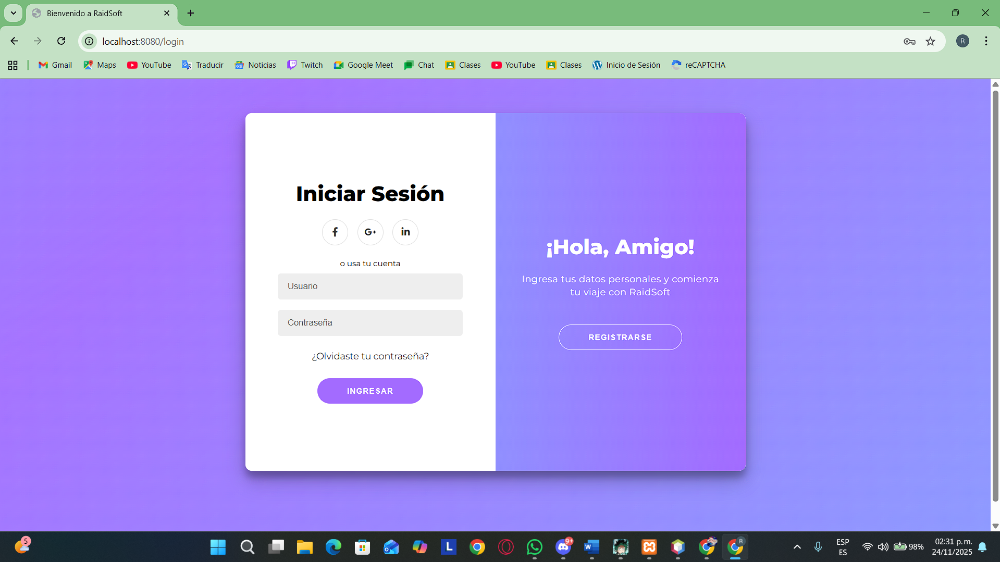 Bienvenido a RaidSoft
localhost:8080/login
R
Gmail Maps YouTube Traducir Noticias Twitch Google Meet Chat Clases YouTube Clases Inicio de Sesión reCAPTCHA
Iniciar Sesión
G+ in
o usa tu cuenta
Usuario
Contraseña
¿Olvidaste tu contraseña?
INGRESAR
¡Hola, Amigo!
Ingresa tus datos personales y comienza
tu viaje con RaidSoft
REGISTRARSE
5
L
9+
W
R
ESP
ES
98%
02:31 p. m.
24/11/2025